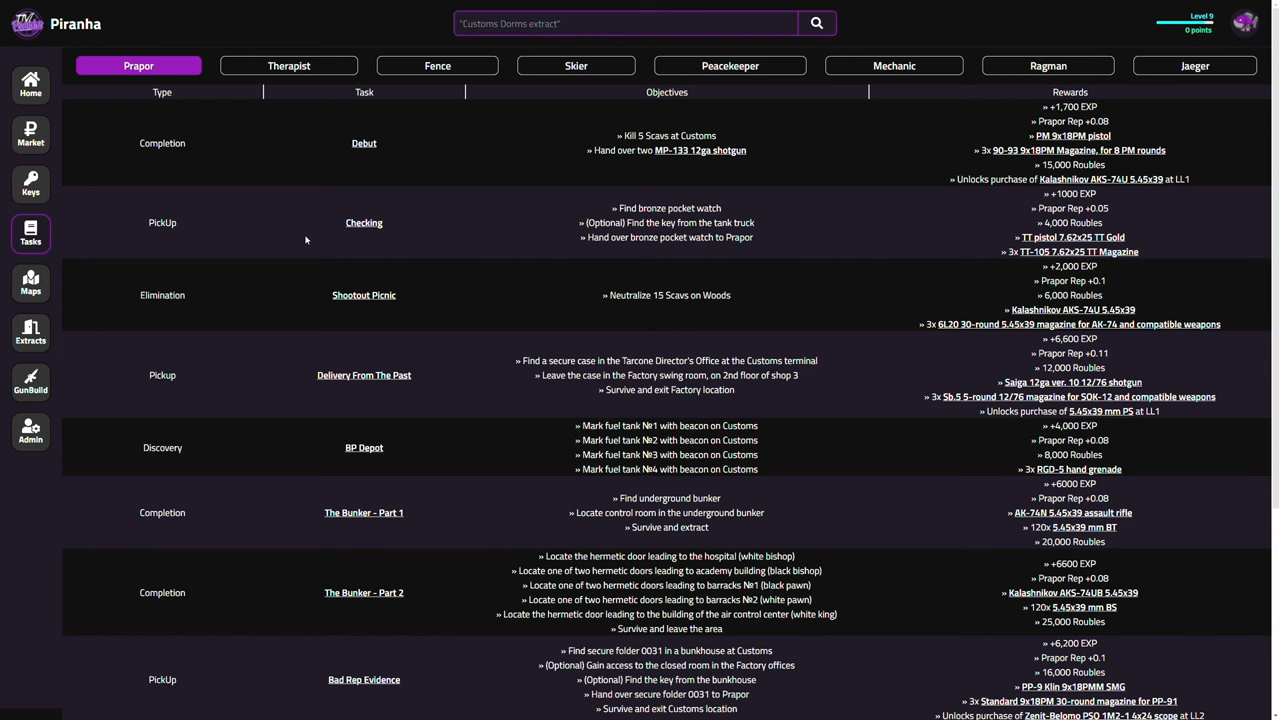 Piranha
"Customs Dorms extract"
Level 9
0 points
Home
Market
Keys
Tasks
Maps
Extracts
GunBuild
Admin
Prapor
Therapist
Fence
Skier
Peacekeeper
Mechanic
Ragman
Jaeger
Type
Task
Objectives
Rewards
Completion
Debut
» Kill 5 Scavs at Customs
» Hand over two MP-133 12ga shotgun
» +1,700 EXP
» Prapor Rep +0.08
» PM 9x18PM pistol
» 3x 90-93 9x18PM Magazine, for 8 PM rounds
» 15,000 Roubles
» Unlocks purchase of Kalashnikov AKS-74U 5.45x39 at LL1
PickUp
Checking
» Find bronze pocket watch
» (Optional) Find the key from the tank truck
» Hand over bronze pocket watch to Prapor
» +1000 EXP
» Prapor Rep +0.05
» 4,000 Roubles
» TT pistol 7.62x25 TT Gold
» 3x TT-105 7.62x25 TT Magazine
Elimination
Shootout Picnic
» Neutralize 15 Scavs on Woods
» +2,000 EXP
» Prapor Rep +0.1
» 6,000 Roubles
» Kalashnikov AKS-74U 5.45x39
» 3x 6L20 30-round 5.45x39 magazine for AK-74 and compatible weapons
Pickup
Delivery From The Past
» Find a secure case in the Tarcone Director's Office at the Customs terminal
» Leave the case in the Factory swing room, on 2nd floor of shop 3
» Survive and exit Factory location
» +6,600 EXP
» Prapor Rep +0.11
» 12,000 Roubles
» Saiga 12ga ver. 10 12/76 shotgun
» 3x Sb.5 5-round 12/76 magazine for SOK-12 and compatible weapons
» Unlocks purchase of 5.45x39 mm PS at LL1
Discovery
BP Depot
» Mark fuel tank №1 with beacon on Customs
» Mark fuel tank №2 with beacon on Customs
» Mark fuel tank №3 with beacon on Customs
» Mark fuel tank №4 with beacon on Customs
» +4,000 EXP
» Prapor Rep +0.08
» 8,000 Roubles
» 3x RGD-5 hand grenade
Completion
The Bunker - Part 1
» Find underground bunker
» Locate control room in the underground bunker
» Survive and extract
» +6000 EXP
» Prapor Rep +0.08
» AK-74N 5.45x39 assault rifle
» 120x 5.45x39 mm BT
» 20,000 Roubles
Completion
The Bunker - Part 2
» Locate the hermetic door leading to the hospital (white bishop)
» Locate one of two hermetic doors leading to academy building (black bishop)
» Locate one of two hermetic doors leading to barracks №1 (black pawn)
» Locate one of two hermetic doors leading to barracks №2 (white pawn)
» Locate the hermetic door leading to the building of the air control center (white king)
» Survive and leave the area
» +6600 EXP
» Prapor Rep +0.08
» Kalashnikov AKS-74UB 5.45x39
» 120x 5.45x39 mm BS
» 25,000 Roubles
PickUp
Bad Rep Evidence
» Find secure folder 0031 in a bunkhouse at Customs
» (Optional) Gain access to the closed room in the Factory offices
» (Optional) Find the key from the bunkhouse
» Hand over secure folder 0031 to Prapor
» Survive and exit Customs location
» +6,200 EXP
» Prapor Rep +0.1
» 16,000 Roubles
» PP-9 Klin 9x18PMM SMG
» 3x Standard 9x18PM 30-round magazine for PP-91
» Unlocks purchase of Zenit-Belomo PSO 1M2-1 4x24 scope at LL2